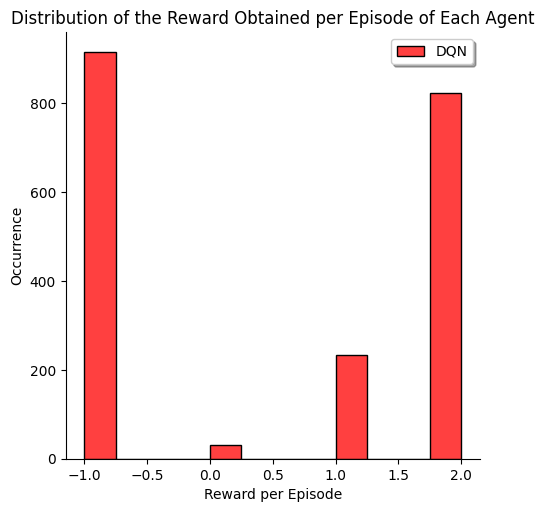 Distribution of the Reward Obtained per Episode of Each Agent
DQN
800
600
400
200
0
Occurrence
−1.0 −0.5 0.0 0.5 1.0 1.5 2.0
Reward per Episode